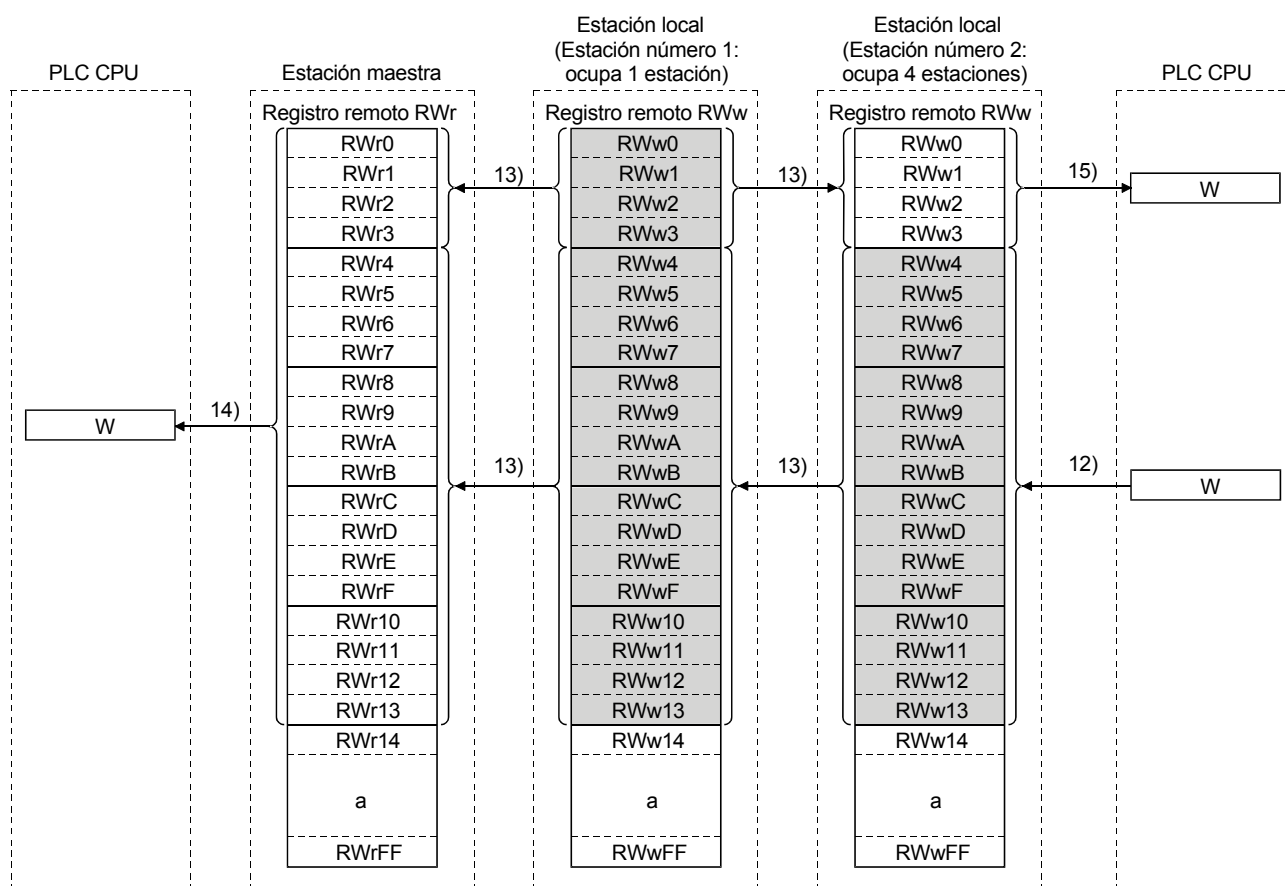 PLC CPU
Estación maestra
Estación local
(Estación número 1:
ocupa 1 estación)
Estación local
(Estación número 2:
ocupa 4 estaciones)
PLC CPU
Registro remoto RWr
RWr0
RWr1
RWr2
RWr3
RWr4
RWr5
RWr6
RWr7
RWr8
RWr9
RWrA
RWrB
RWrC
RWrD
RWrE
RWrF
RWr10
RWr11
RWr12
RWr13
RWr14
a
RWrFF
Registro remoto RWw
RWw0
RWw1
RWw2
RWw3
RWw4
RWw5
RWw6
RWw7
RWw8
RWw9
RWwA
RWwB
RWwC
RWwD
RWwE
RWwF
RWw10
RWw11
RWw12
RWw13
RWw14
a
RWwFF
Registro remoto RWw
RWw0
RWw1
RWw2
RWw3
RWw4
RWw5
RWw6
RWw7
RWw8
RWw9
RWwA
RWwB
RWwC
RWwD
RWwE
RWwF
RWw10
RWw11
RWw12
RWw13
RWw14
a
RWwFF
13)
13)
15)
W
14)
W
13)
13)
12)
W